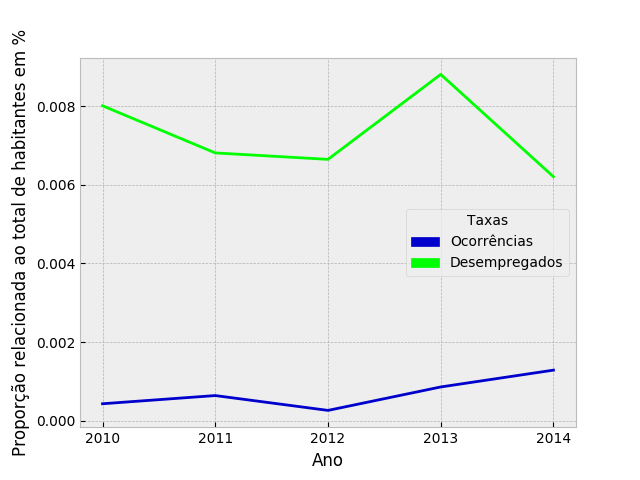 Proporção relacionada ao total de habitantes em %
0.008
0.006
0.004
0.002
0.000
Taxas
Ocorrências
Desempregados
2010 2011 2012 2013 2014
Ano